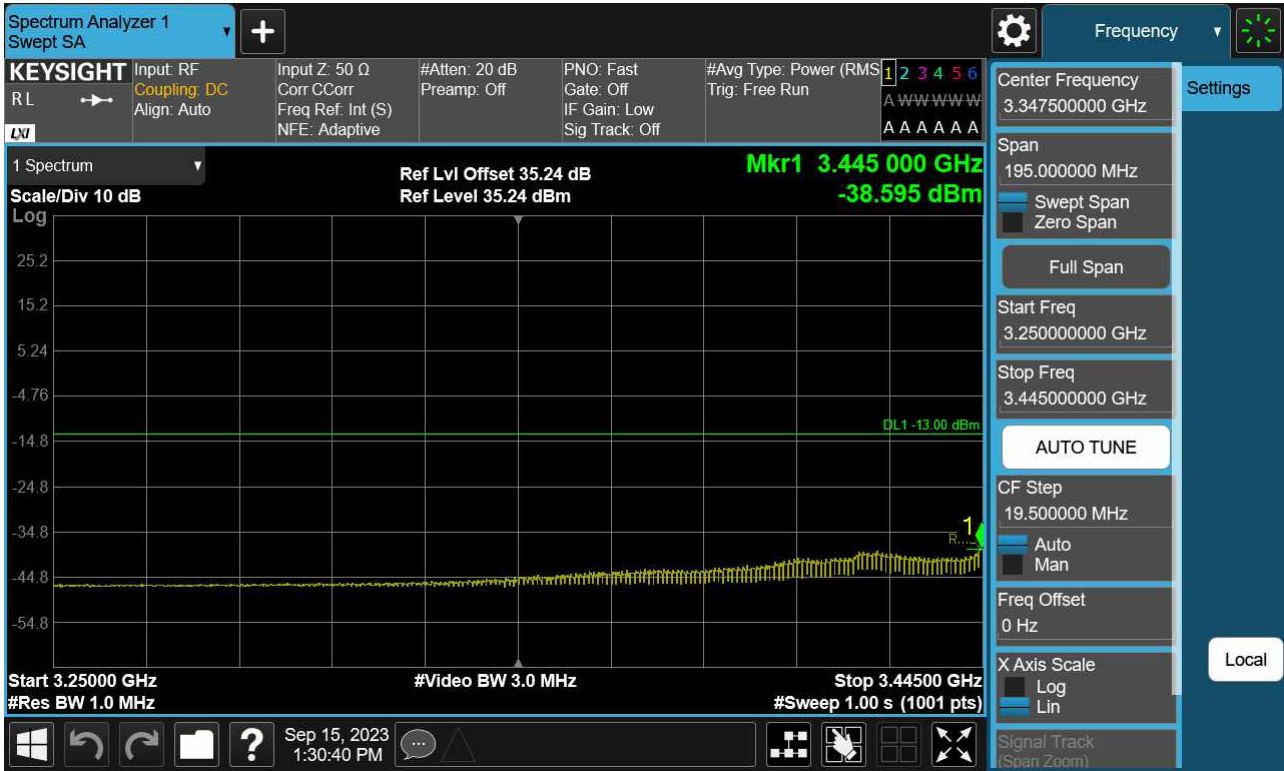 Spectrum Analyzer 1
Swept SA
Frequency
KEYSIGHT
R L
LXI
Input: RF
Coupling: DC
Align: Auto
Input Z: 50 Ω
Corr CCorr
Freq Ref: Int (S)
NFE: Adaptive
#Atten: 20 dB
Preamp: Off
PNO: Fast
Gate: Off
IF Gain: Low
Sig Track: Off
#Avg Type: Power (RMS
Trig: Free Run
1 2 3 4 5 6
A W W W W W
A A A A A A
1 Spectrum
Scale/Div 10 dB
Log
Ref Lvl Offset 35.24 dB
Ref Level 35.24 dBm
Mkr1 3.445 000 GHz
-38.595 dBm
25.2
15.2
5.24
-4.76
-14.8
-24.8
-34.8
-44.8
-54.8
DL1 -13.00 dBm
1
Start 3.25000 GHz
#Res BW 1.0 MHz
#Video BW 3.0 MHz
Stop 3.44500 GHz
#Sweep 1.00 s (1001 pts)
Sep 15, 2023
1:30:40 PM
?
Center Frequency
3.347500000 GHz
Span
195.000000 MHz
Swept Span
Zero Span
Full Span
Start Freq
3.250000000 GHz
Stop Freq
3.445000000 GHz
AUTO TUNE
CF Step
19.500000 MHz
Auto
Man
Freq Offset
0 Hz
X Axis Scale
Log
Lin
Signal Track
(Span Zoom)
Settings
Local